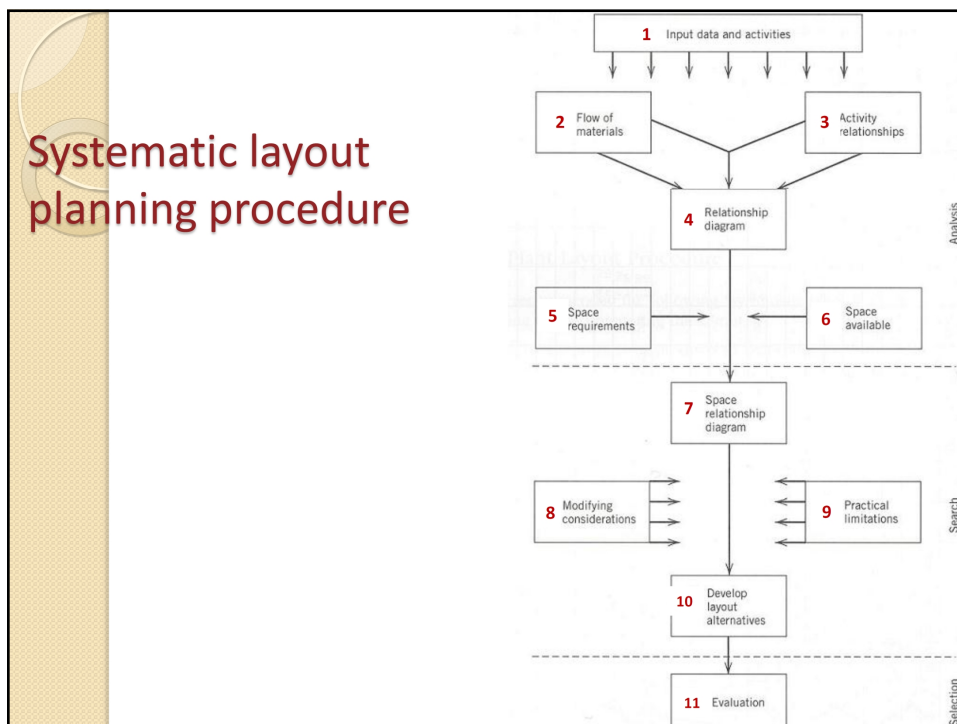 Systematic layout
planning procedure
1 Input data and activities
2 Flow of
materials
3 Activity
relationships
4 Relationship
diagram
Analysis
5 Space
requirements
6 Space
available
7 Space
relationship
diagram
8 Modifying
considerations
9 Practical
limitations
Search
10 Develop
layout
alternatives
11 Evaluation
Selection